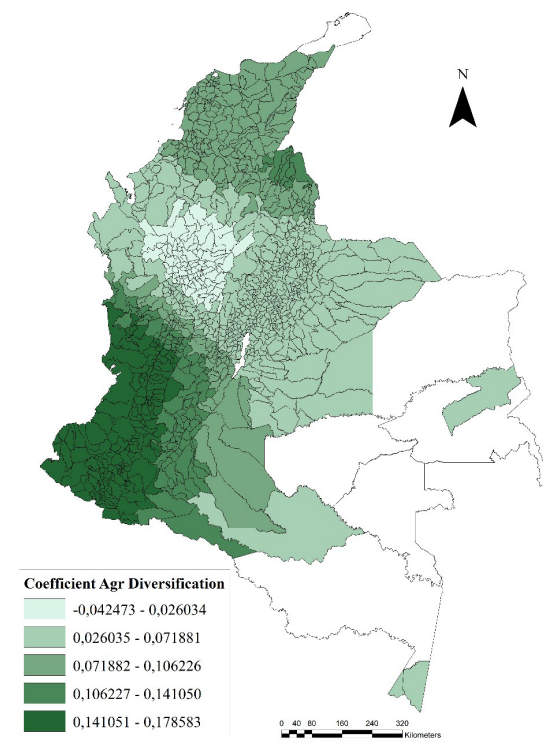 N
Coefficient Agr Diversification
-0,042473 - 0,026034
0,026035 - 0,071881
0,071882 - 0,106226
0,106227 - 0,141050
0,141051 - 0,178583
0 40 80 160 240 320
Kilometers